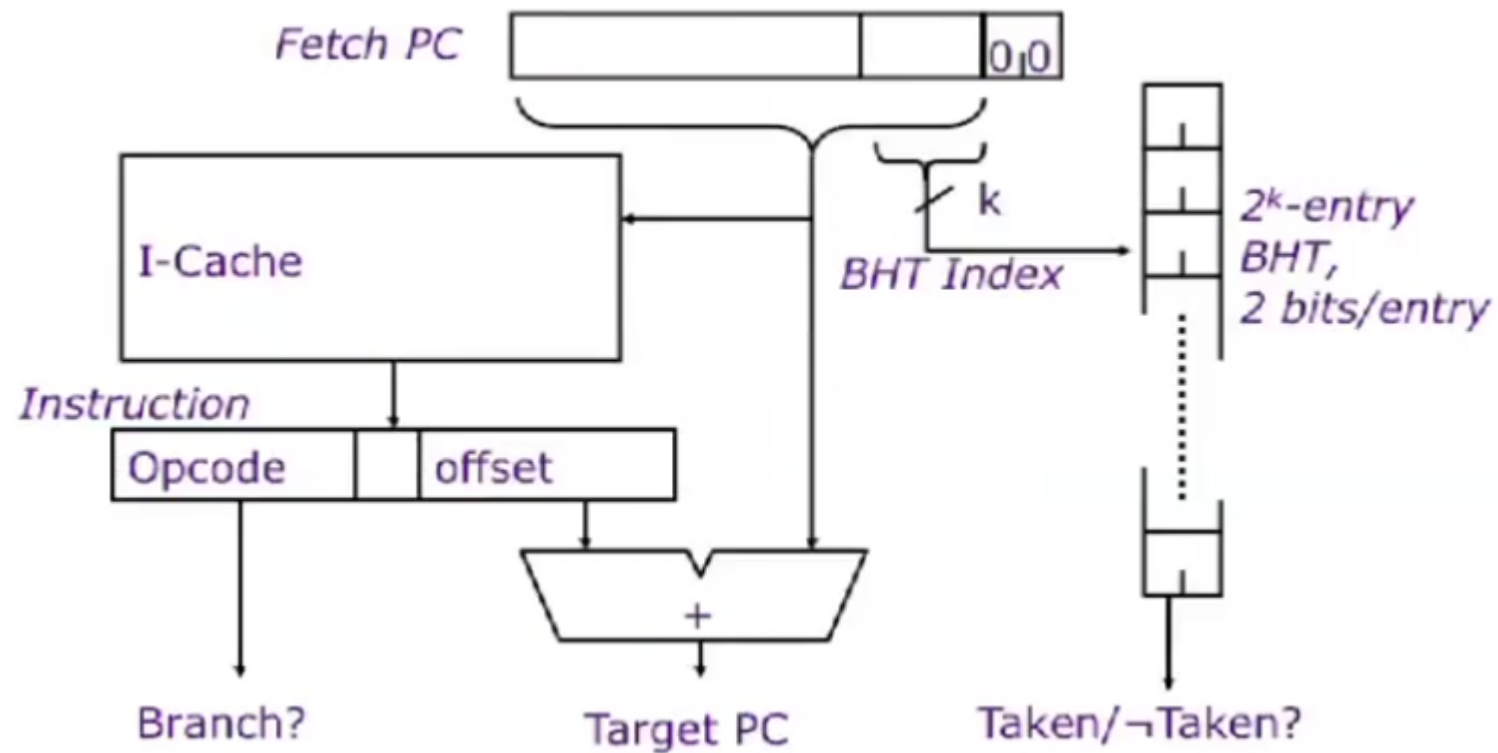 Fetch PC
0 0
k
2ᵏ-entry
BHT,
2 bits/entry
I-Cache
BHT Index
Instruction
Opcode
offset
+
Branch?
Target PC
Taken/¬Taken?